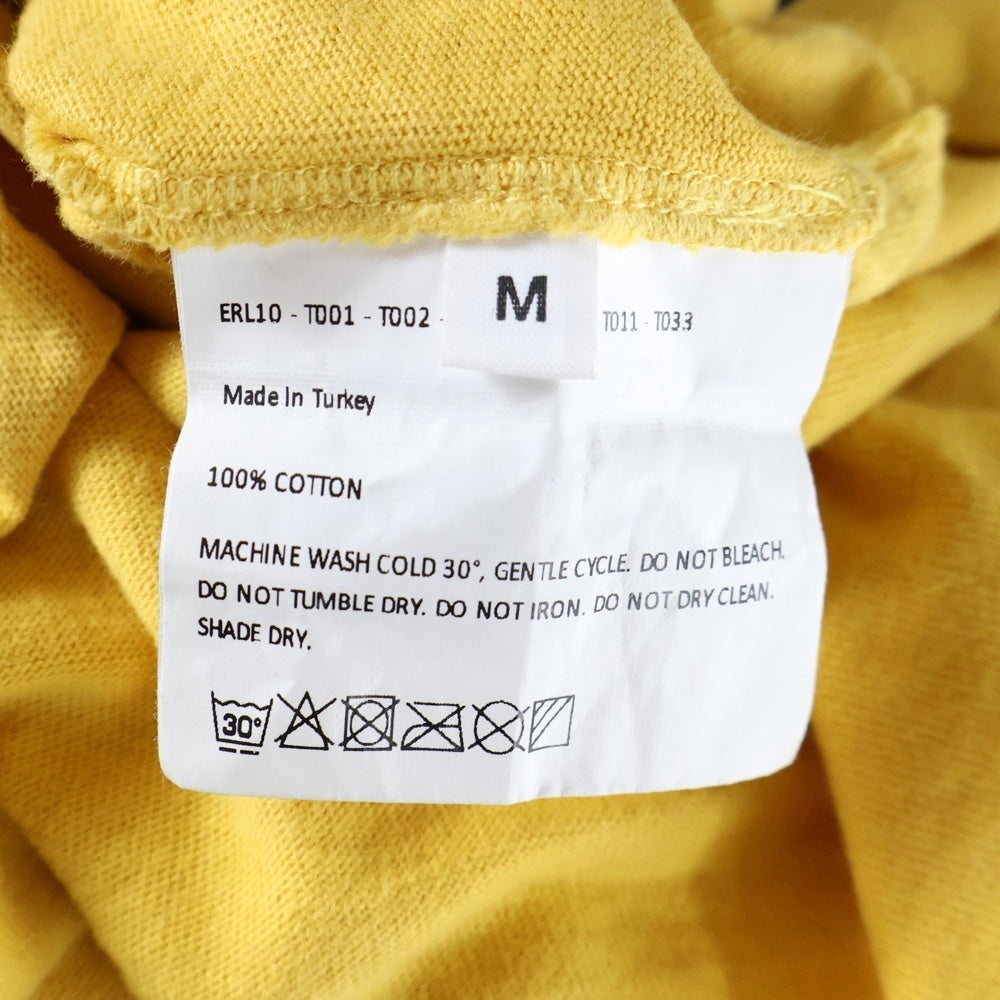 M
ERL10 - T001 - T002 - T011 - T033
Made In Turkey
100% COTTON
MACHINE WASH COLD 30°, GENTLE CYCLE. DO NOT BLEACH.
DO NOT TUMBLE DRY. DO NOT IRON. DO NOT DRY CLEAN.
SHADE DRY.
30°